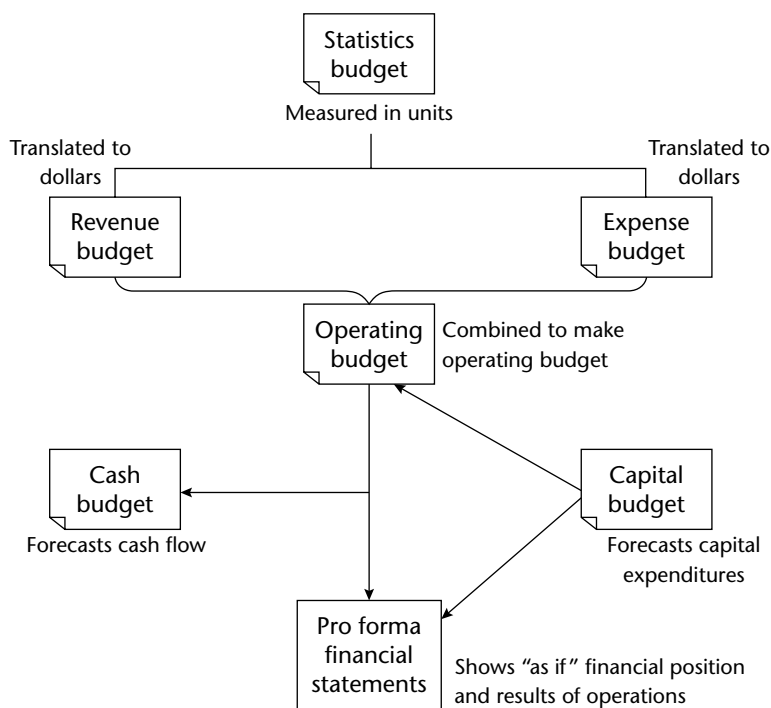 Statistics
budget
Measured in units
Translated to
dollars
Translated to
dollars
Revenue
budget
Expense
budget
Operating
budget
Combined to make
operating budget
Cash
budget
Forecasts cash flow
Capital
budget
Forecasts capital
expenditures
Pro forma
financial
statements
Shows “as if” financial position
and results of operations